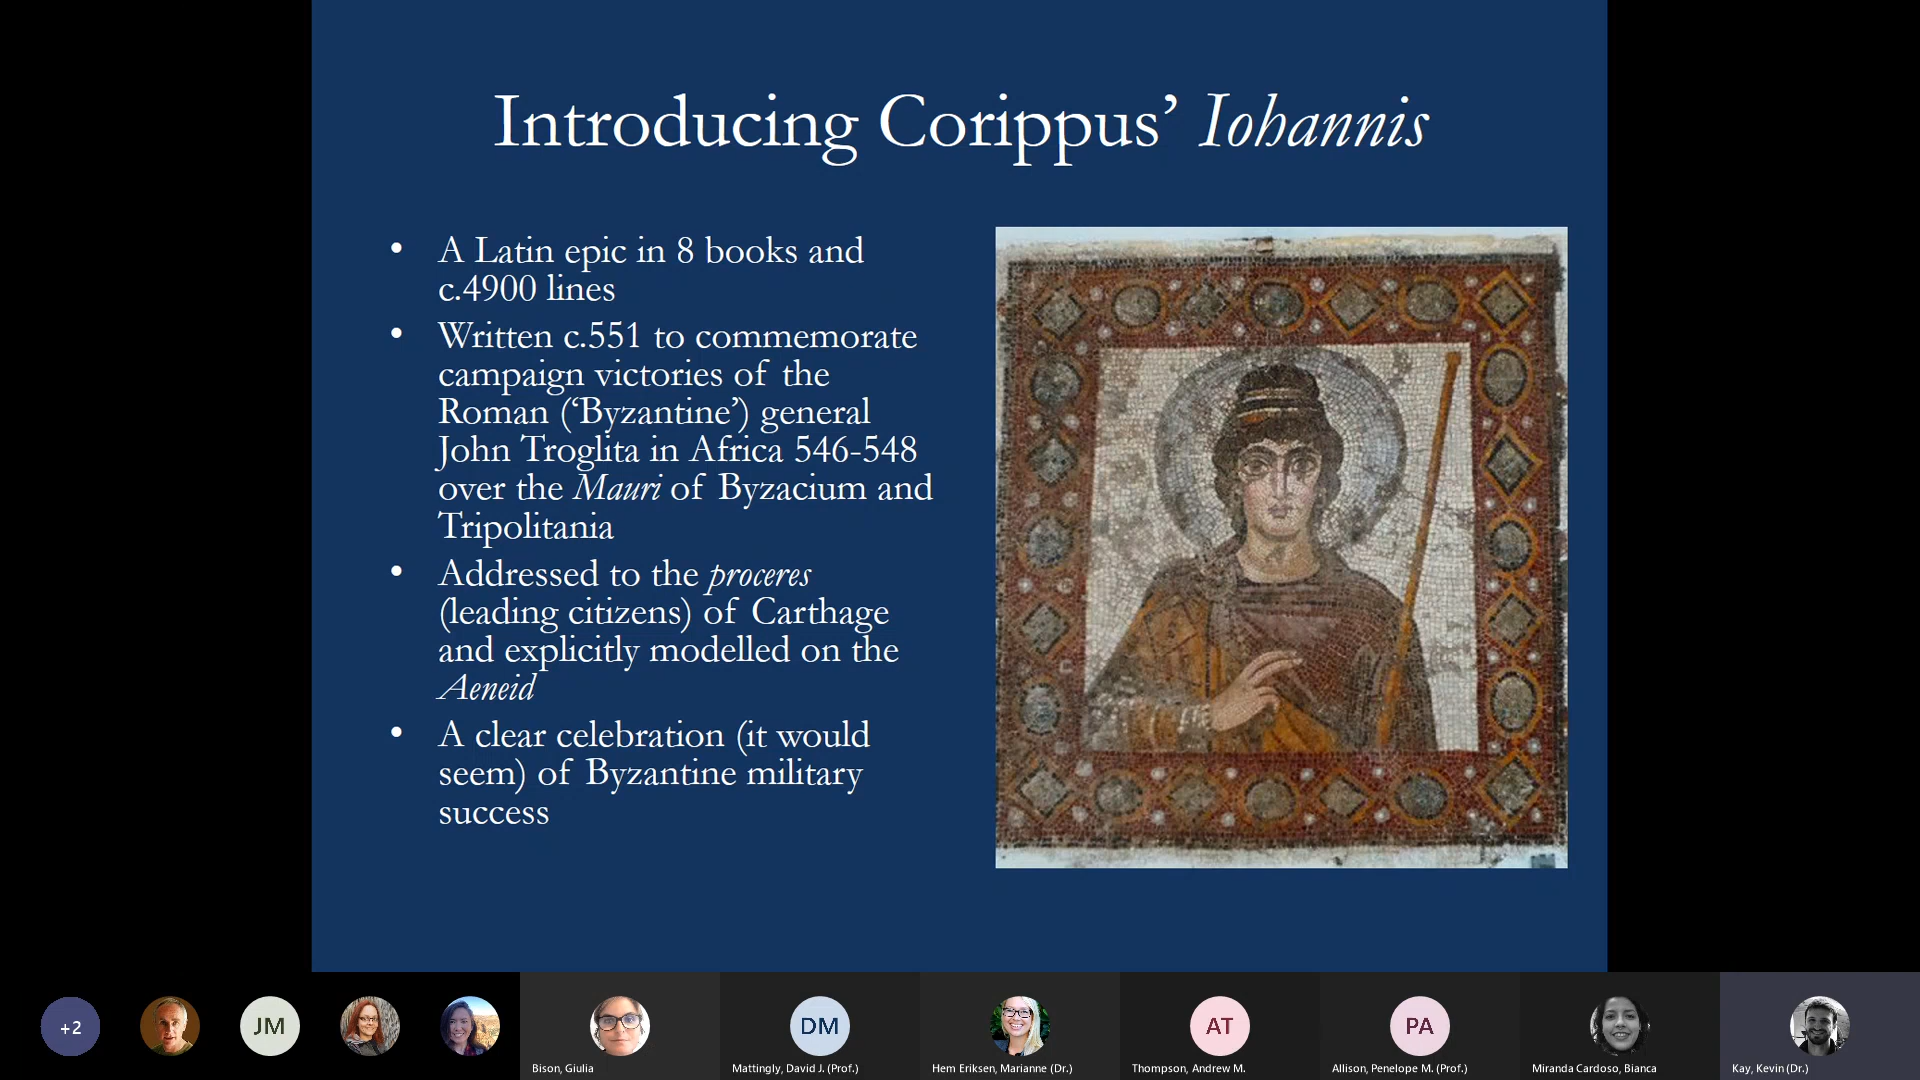 Introducing Corippus’ Iohannis
• A Latin epic in 8 books and
c.4900 lines
• Written c.551 to commemorate
campaign victories of the
Roman (‘Byzantine’) general
John Troglita in Africa 546-548
over the Mauri of Byzacium and
Tripolitania
• Addressed to the proceres
(leading citizens) of Carthage
and explicitly modelled on the
Aeneid
• A clear celebration (it would
seem) of Byzantine military
success
+2
JM
DM
AT
PA
Bison, Giulia
Mattingly, David J. (Prof.)
Hem Eriksen, Marianne (Dr.)
Thompson, Andrew M.
Allison, Penelope M. (Prof.)
Miranda Cardoso, Bianca
Kay, Kevin (Dr.)